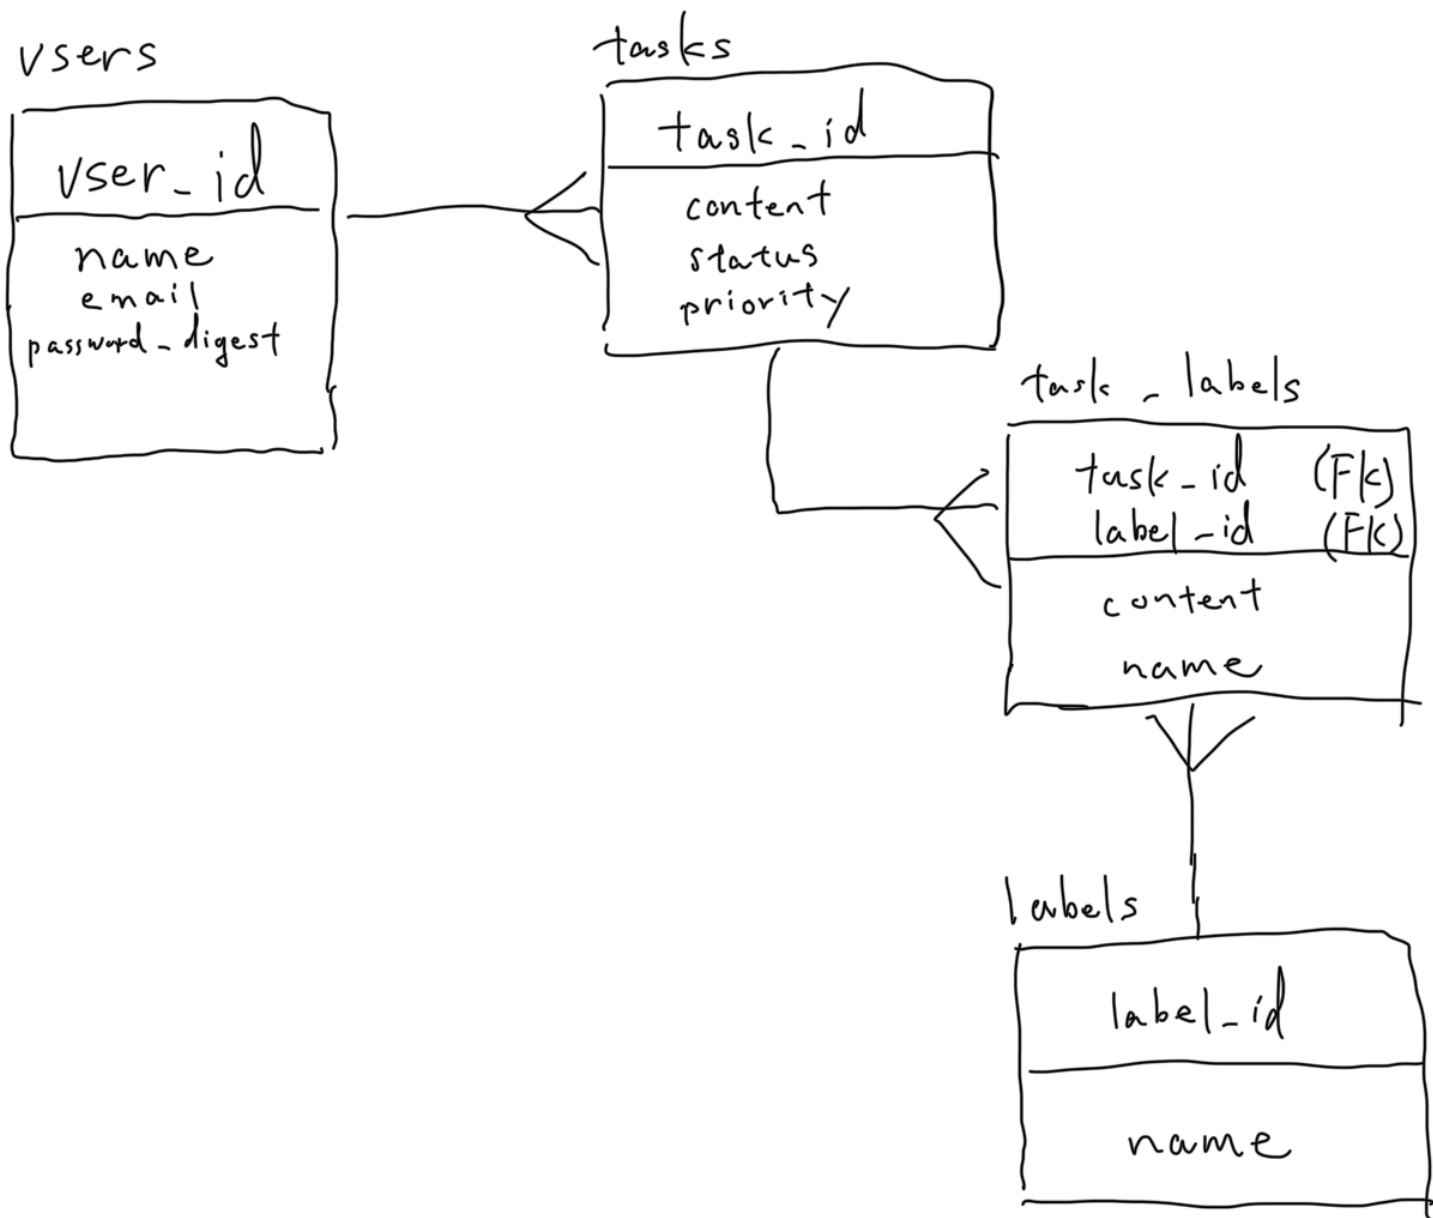 users
user_id
name
email
password_digest
tasks
task_id
content
status
priority
task_labels
task_id (FK)
label_id (FK)
content
name
labels
label_id
name